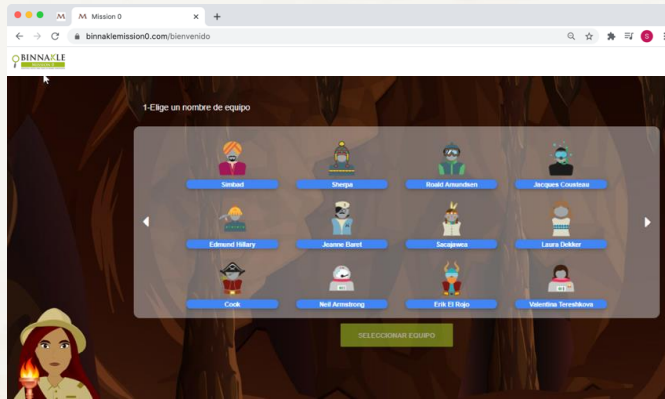 Mission 0
binnaklemission0.com/bienvenido
S
BINNAKLE
1-Elige un nombre de equipo
Simbad
Sherpa
Roald Amundsen
Jacques Cousteau
Edmund Hillary
Jeanne Baret
Sacajawea
Laura Dekker
Cook
Neil Armstrong
Erik El Rojo
Valentina Tereshkova
SELECCIONAR EQUIPO